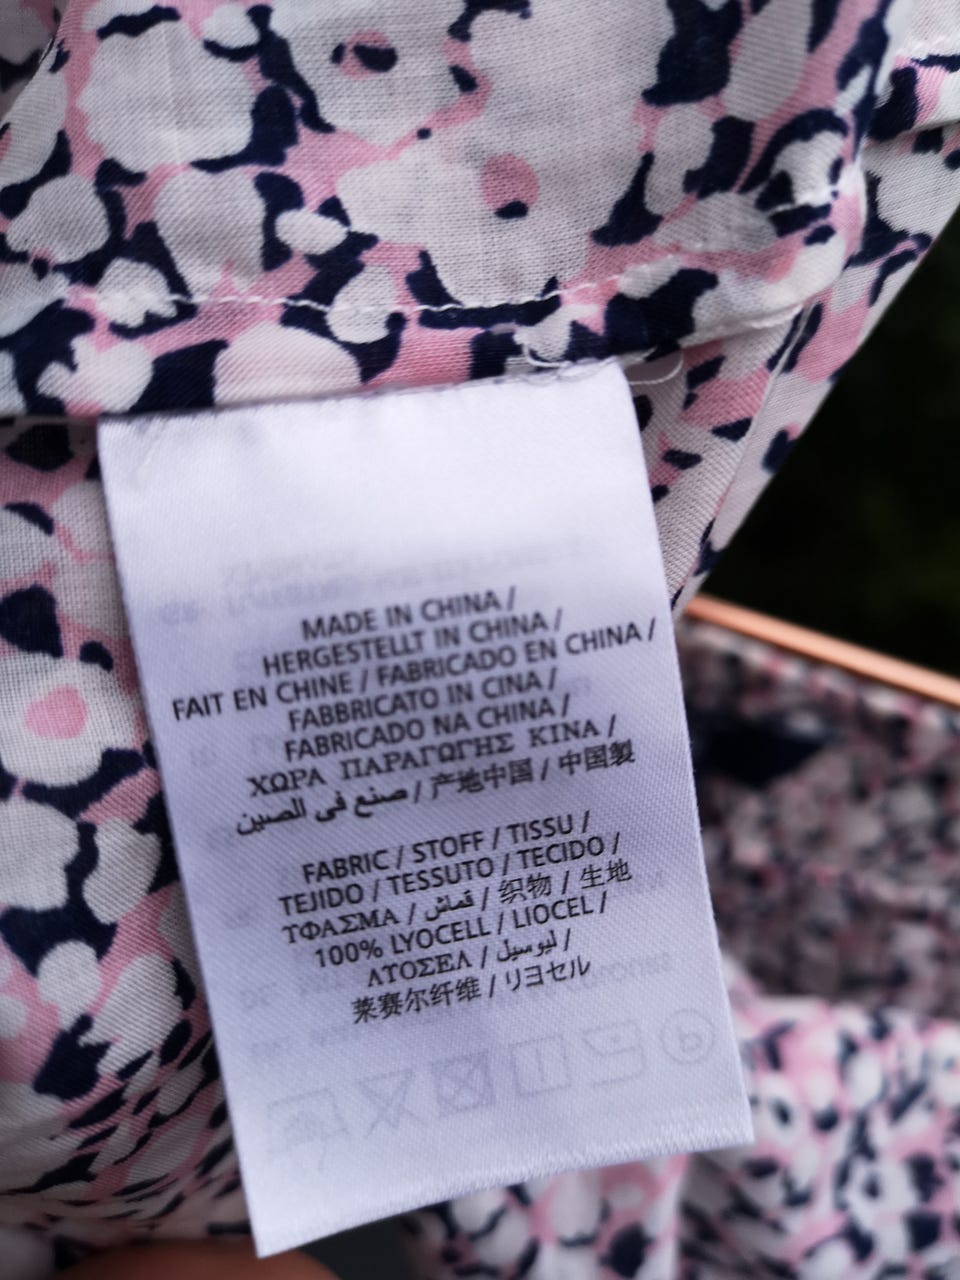 MADE IN CHINA /
HERGESTELLT IN CHINA /
FAIT EN CHINE / FABRICADO EN CHINA /
FABBRICATO IN CINA /
FABRICADO NA CHINA /
ΧΩΡΑ ΠΑΡΑΓΩΓΗΣ ΚΙΝΑ /
صنع في الصين / 产地中国 / 中国製
FABRIC / STOFF / TISSU /
TEJIDO / TESSUTO / TECIDO /
ΥΦΑΣΜΑ / قماش / 织物 / 生地
100% LYOCELL / LIOCEL /
ΛΥΟΣΕΛ / ليوسيل /
莱赛尔纤维 / リヨセル